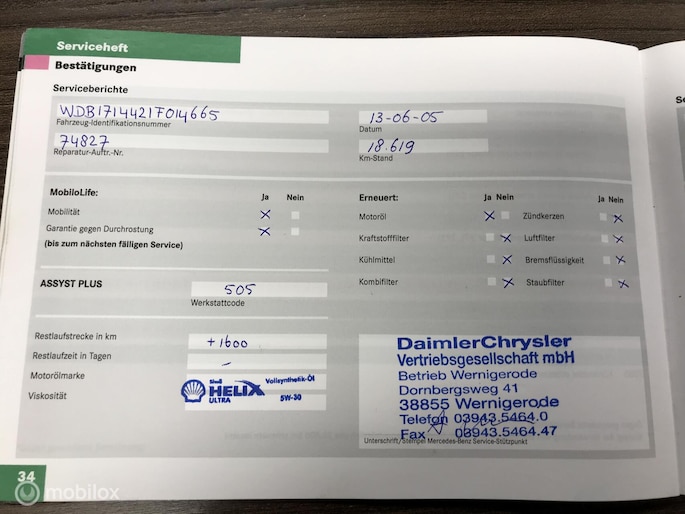 Serviceheft
Bestätigungen
Serviceberichte
WDB1714421F014665
Fahrzeug-Identifikationsnummer
13-06-05
Datum
74827
Reparatur-Auftr.-Nr.
18.619
Km-Stand
MobiloLife:
Ja Nein
Mobilität
Garantie gegen Durchrostung
(bis zum nächsten fälligen Service)
Erneuert:
Ja Nein
Ja Nein
Motoröl
Zündkerzen
Kraftstofffilter
Luftfilter
Kühlmittel
Bremsflüssigkeit
Kombifilter
Staubfilter
ASSYST PLUS
505
Werkstattcode
Restlaufstrecke in km
+1600
Restlaufzeit in Tagen
-
Motorölmarke
Viskosität
Shell
HELIX
ULTRA
Vollsynthetik-Öl
5W-30
DaimlerChrysler
Vertriebsgesellschaft mbH
Betrieb Wernigerode
Dornbergsweg 41
38855 Wernigerode
Telefon 03943.5464.0
Fax 03943.5464.47
Unterschrift/Stempel Mercedes-Benz Service-Stützpunkt
34
mobilox